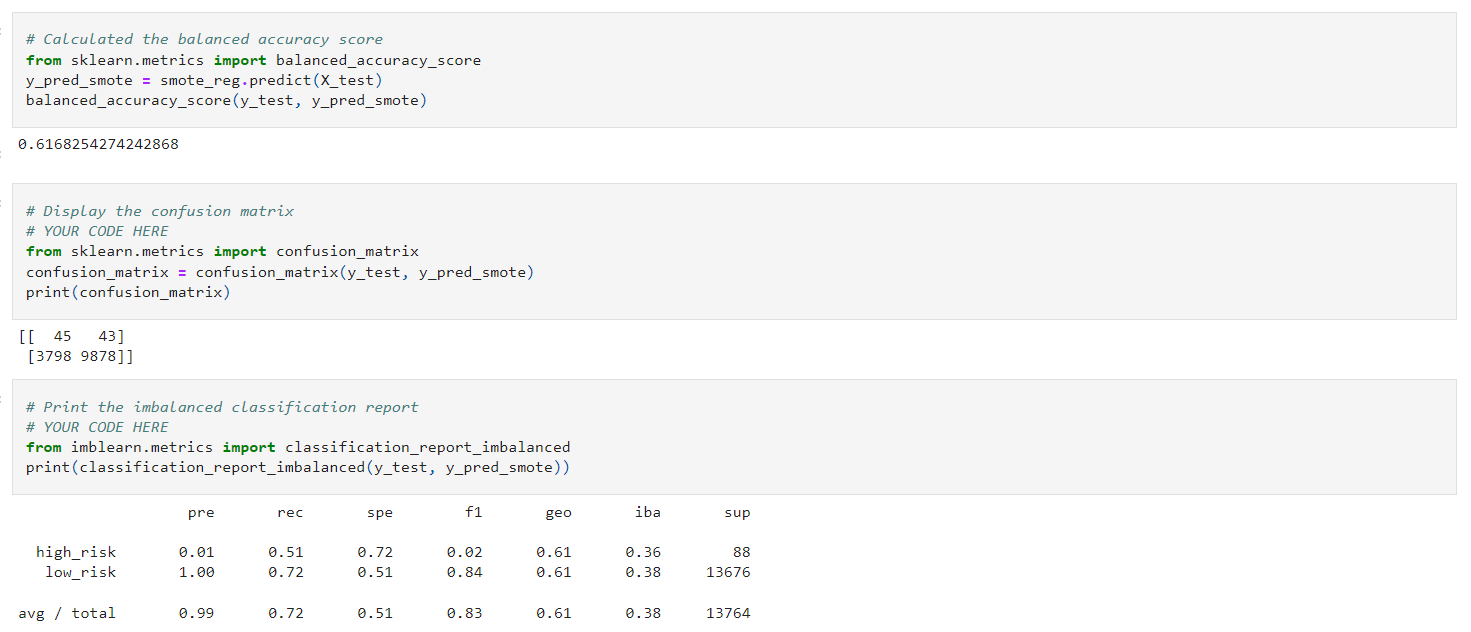 # Calculated the balanced accuracy score
from sklearn.metrics import balanced_accuracy_score
y_pred_smote = smote_reg.predict(X_test)
balanced_accuracy_score(y_test, y_pred_smote)
0.6168254274242868
# Display the confusion matrix
# YOUR CODE HERE
from sklearn.metrics import confusion_matrix
confusion_matrix = confusion_matrix(y_test, y_pred_smote)
print(confusion_matrix)
[[  45   43]
 [3798 9878]]
# Print the imbalanced classification report
# YOUR CODE HERE
from imblearn.metrics import classification_report_imbalanced
print(classification_report_imbalanced(y_test, y_pred_smote))
pre rec spe f1 geo iba sup
high_risk 0.01 0.51 0.72 0.02 0.61 0.36 88
low_risk 1.00 0.72 0.51 0.84 0.61 0.38 13676
avg / total 0.99 0.72 0.51 0.83 0.61 0.38 13764